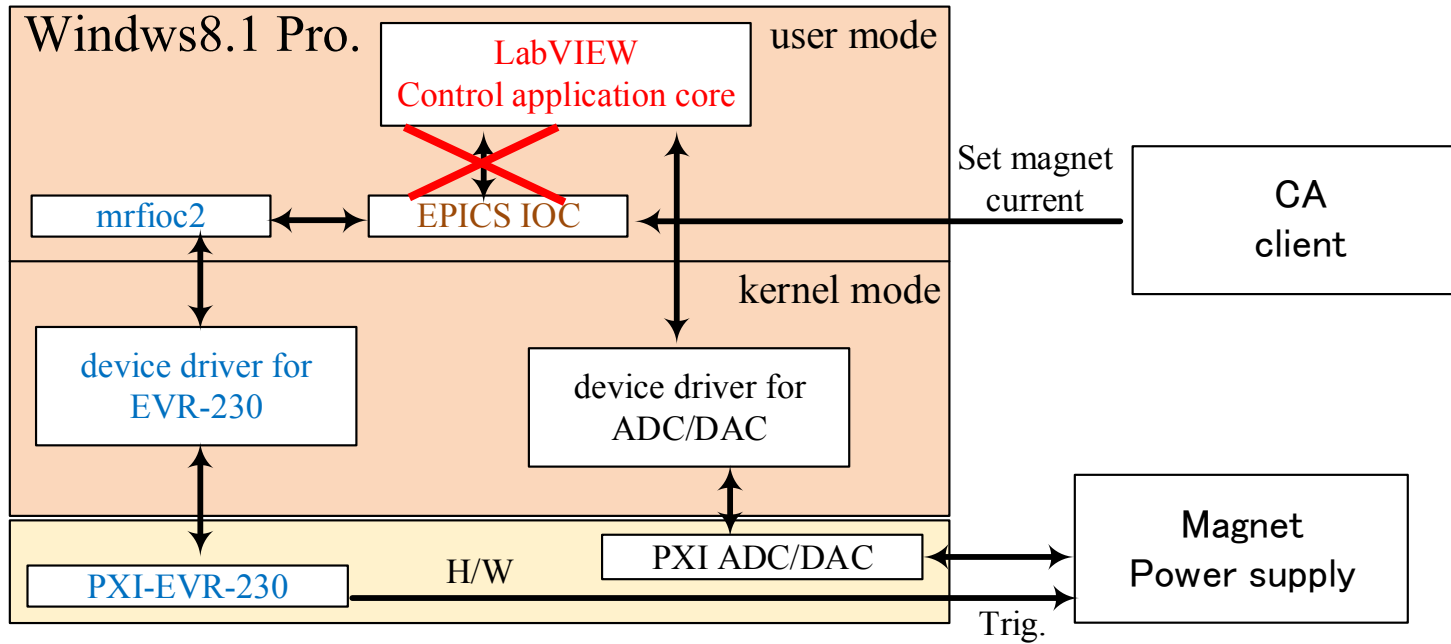 Windws8.1 Pro.
user mode
LabVIEW
Control application core
mrfioc2
EPICS IOC
Set magnet
current
CA
client
kernel mode
device driver for
EVR-230
device driver for
ADC/DAC
PXI-EVR-230
H/W
PXI ADC/DAC
Magnet
Power supply
Trig.